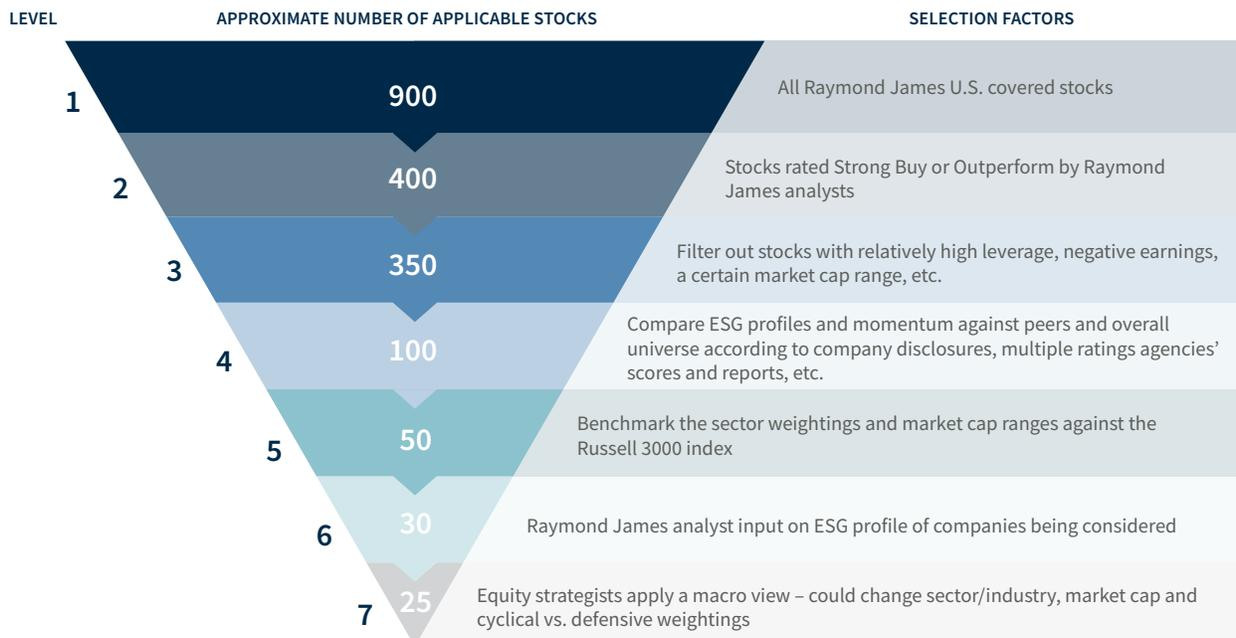 LEVEL
APPROXIMATE NUMBER OF APPLICABLE STOCKS
SELECTION FACTORS
1
900
All Raymond James U.S. covered stocks
2
400
Stocks rated Strong Buy or Outperform by Raymond
James analysts
3
350
Filter out stocks with relatively high leverage, negative earnings,
a certain market cap range, etc.
4
100
Compare ESG profiles and momentum against peers and overall
universe according to company disclosures, multiple ratings agencies’
scores and reports, etc.
5
50
Benchmark the sector weightings and market cap ranges against the
Russell 3000 index
6
30
Raymond James analyst input on ESG profile of companies being considered
7
25
Equity strategists apply a macro view – could change sector/industry, market cap and
cyclical vs. defensive weightings